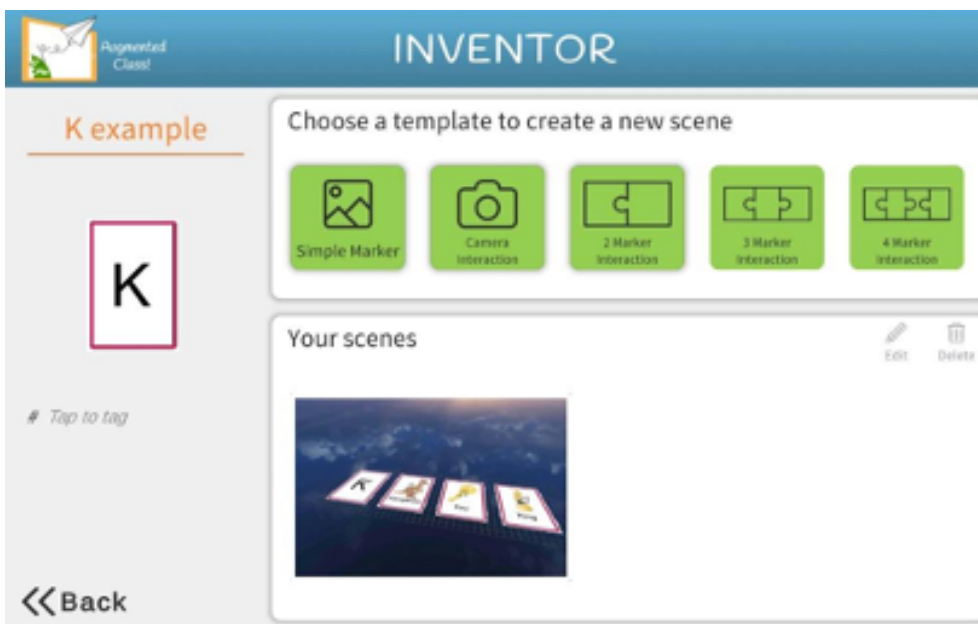 Augmented
Class!
INVENTOR
K example
K
# Tap to tag
Back
Choose a template to create a new scene
Simple Marker
Camera
Interaction
2 Marker
Interaction
3 Marker
Interaction
4 Marker
Interaction
Your scenes
Edit
Delete
K